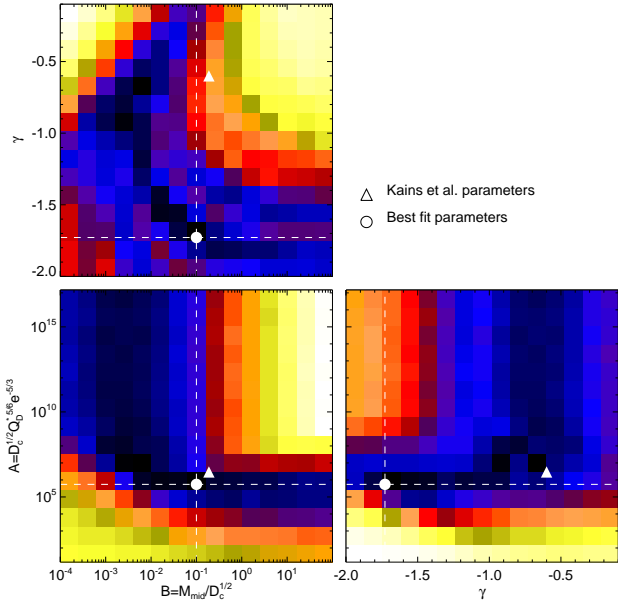 -0.5
-1.0
γ
-1.5
-2.0
Kains et al. parameters
Best fit parameters
10^15
10^10
10^5
A=D_c^{1/2}Q_D^{* 5/6}e^{-5/3}
10^-4 10^-3 10^-2 10^-1 10^0 10^1
B=M_mid/D_c^{1/2}
-2.0 -1.5 -1.0 -0.5
γ